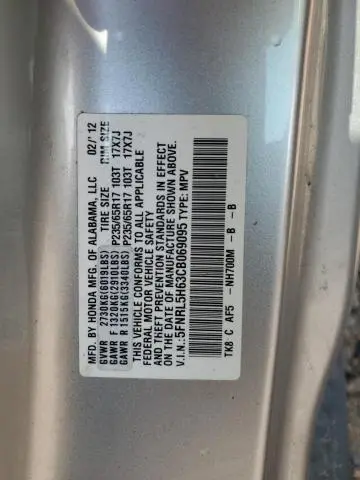 MFD. BY HONDA MFG. OF ALABAMA, LLC 02/'12
GVWR 2730KG(6019LBS) TIRE SIZE RIM SIZE
GAWR F 1320KG(2910LBS) P235/65R17 103T 17X7J
GAWR R 1515KG(3340LBS) P235/65R17 103T 17X7J
THIS VEHICLE CONFORMS TO ALL APPLICABLE
FEDERAL MOTOR VEHICLE SAFETY AND
THEFT PREVENTION STANDARDS IN EFFECT
ON THE DATE OF MANUFACTURE SHOWN ABOVE.
V.I.N.: 5FNRL5H63CB069095 TYPE: MPV
TK8 C AF5 -NH700M -B -B